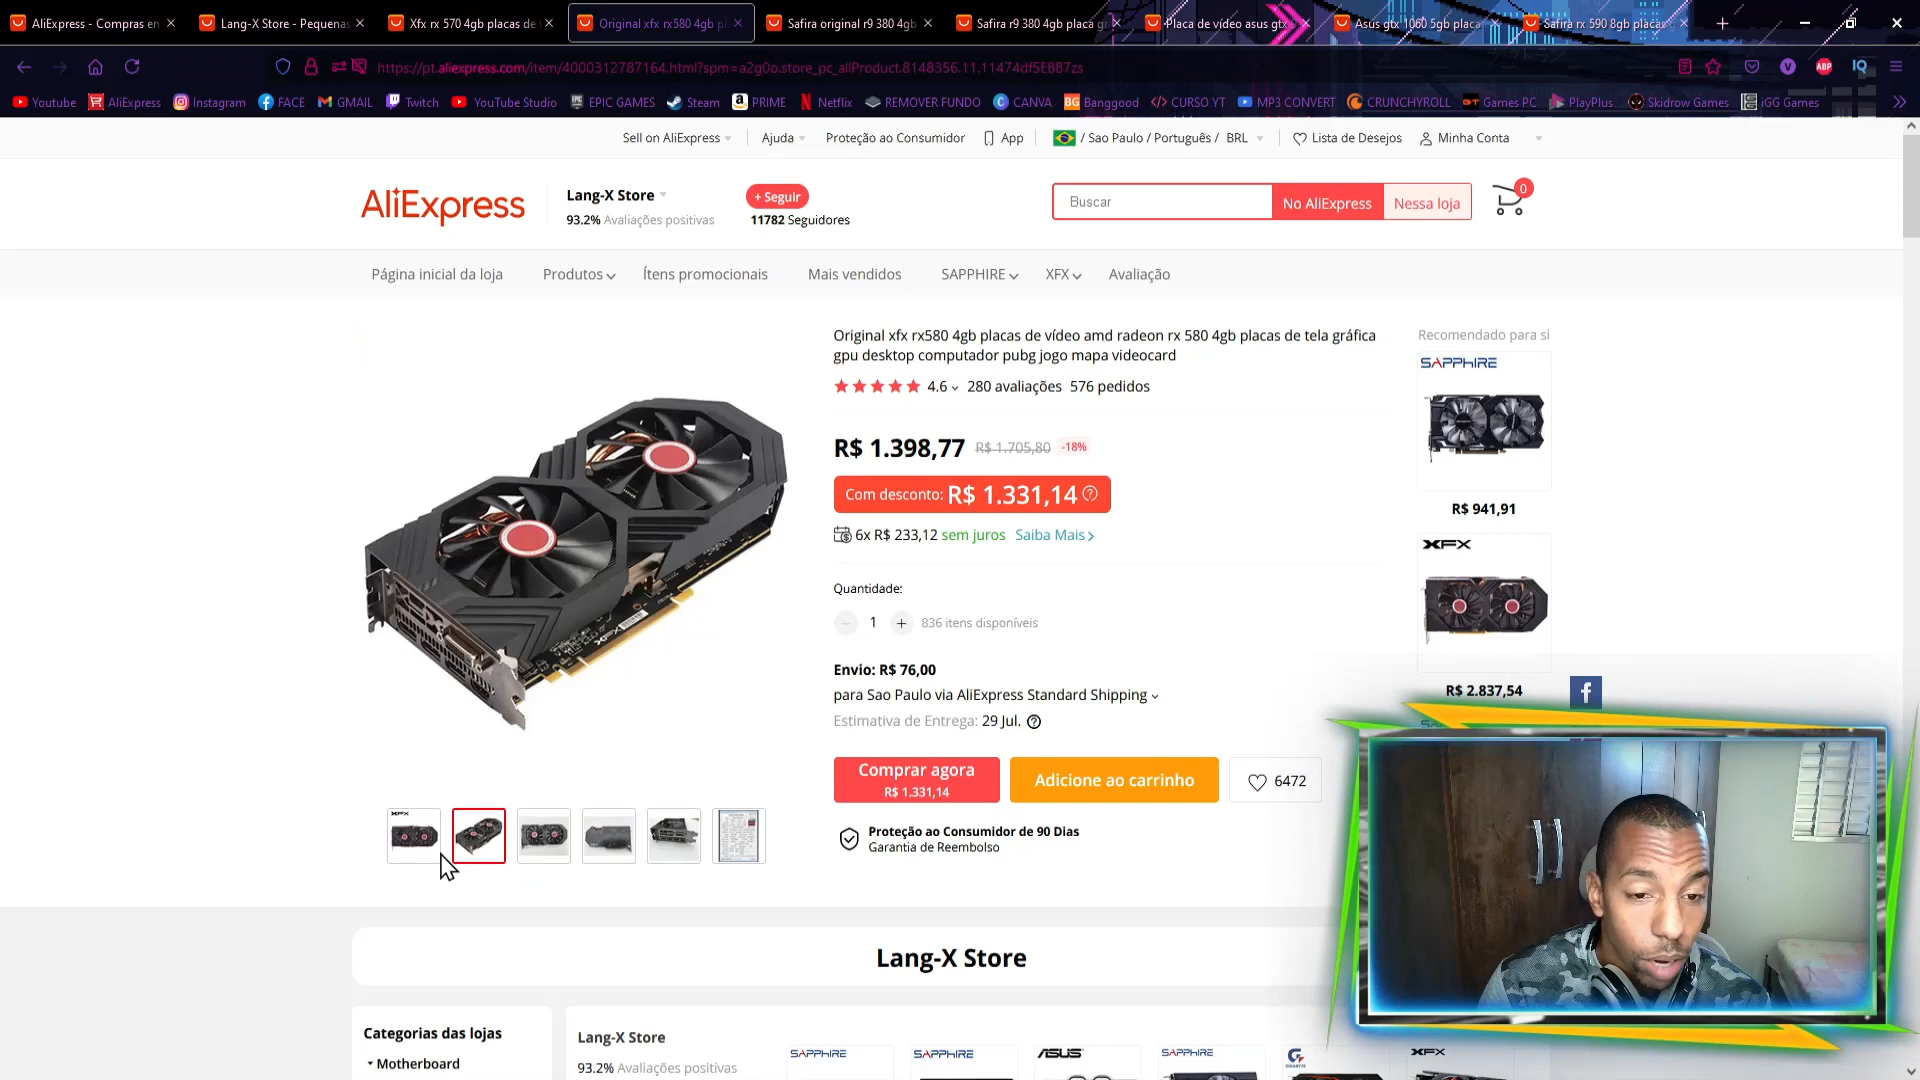 AliExpress - Compras en
Lang-X Store - Pequenas
Xfx rx 570 4gb placas de
Original xfx rx580 4gb pl
Safira original r9 380 4gb
Safira r9 380 4gb placa gr
Placa de vídeo asus gtx
Asus gtx 1060 5gb placa
Safira rx 590 8gb placas
https://pt.aliexpress.com/item/4000312787164.html?spm=a2g0o.store_pc_allProduct.8148356.11.11474df5EBB7zs
ABP
IQ
Youtube
AliExpress
Instagram
FACE
GMAIL
Twitch
YouTube Studio
EPIC GAMES
Steam
PRIME
Netflix
REMOVER FUNDO
CANVA
BG Banggood
CURSO YT
MP3 CONVERT
CRUNCHYROLL
Games PC
PlayPlus
Skidrow Games
IGG Games
Sell on AliExpress
Ajuda
Proteção ao Consumidor
App
/ Sao Paulo / Português / BRL
Lista de Desejos
Minha Conta
AliExpress
Lang-X Store
93.2% Avaliações positivas
+ Seguir
11782 Seguidores
Buscar
No AliExpress
Nessa loja
0
Página inicial da loja
Produtos
Ítens promocionais
Mais vendidos
SAPPHIRE
XFX
Avaliação
Original xfx rx580 4gb placas de vídeo amd radeon rx 580 4gb placas de tela gráfica
gpu desktop computador pubg jogo mapa videocard
4.6 280 avaliações 576 pedidos
R$ 1.398,77 R$ 1.705,80 -18%
Com desconto: R$ 1.331,14
6x R$ 233,12 sem juros Saiba Mais
Quantidade:
1
836 itens disponíveis
Envio: R$ 76,00
para Sao Paulo via AliExpress Standard Shipping
Estimativa de Entrega: 29 Jul.
Comprar agora
R$ 1.331,14
Adicione ao carrinho
6472
Proteção ao Consumidor de 90 Dias
Garantia de Reembolso
Recomendado para si
SAPPHIRE
R$ 941,91
XFX
R$ 2.837,54
XFX
Lang-X Store
Categorias das lojas
Motherboard
Lang-X Store
93.2% Avaliações positivas
SAPPHIRE
SAPPHIRE
ASUS
SAPPHIRE
XFX